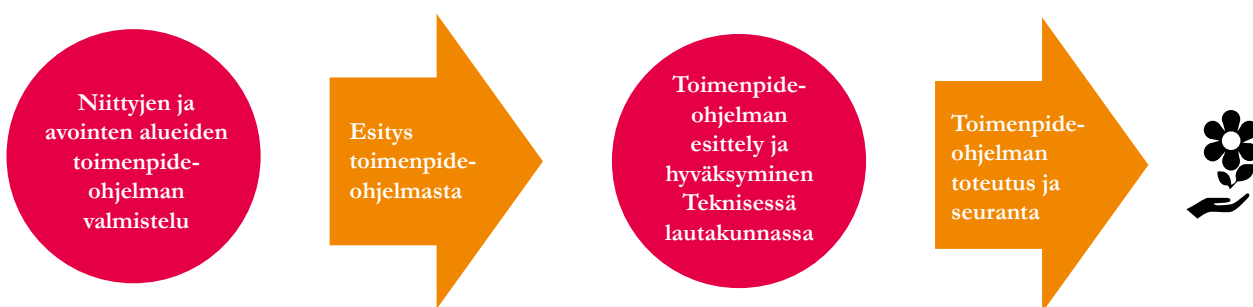 Niittyjen ja
avointen alueiden
toimenpide-
ohjelman
valmistelu
Esitys
toimenpide-
ohjelmasta
Toimenpide-
ohjelman
esittely ja
hyväksyminen
Teknisessä
lautakunnassa
Toimenpide-
ohjelman
toteutus ja
seuranta